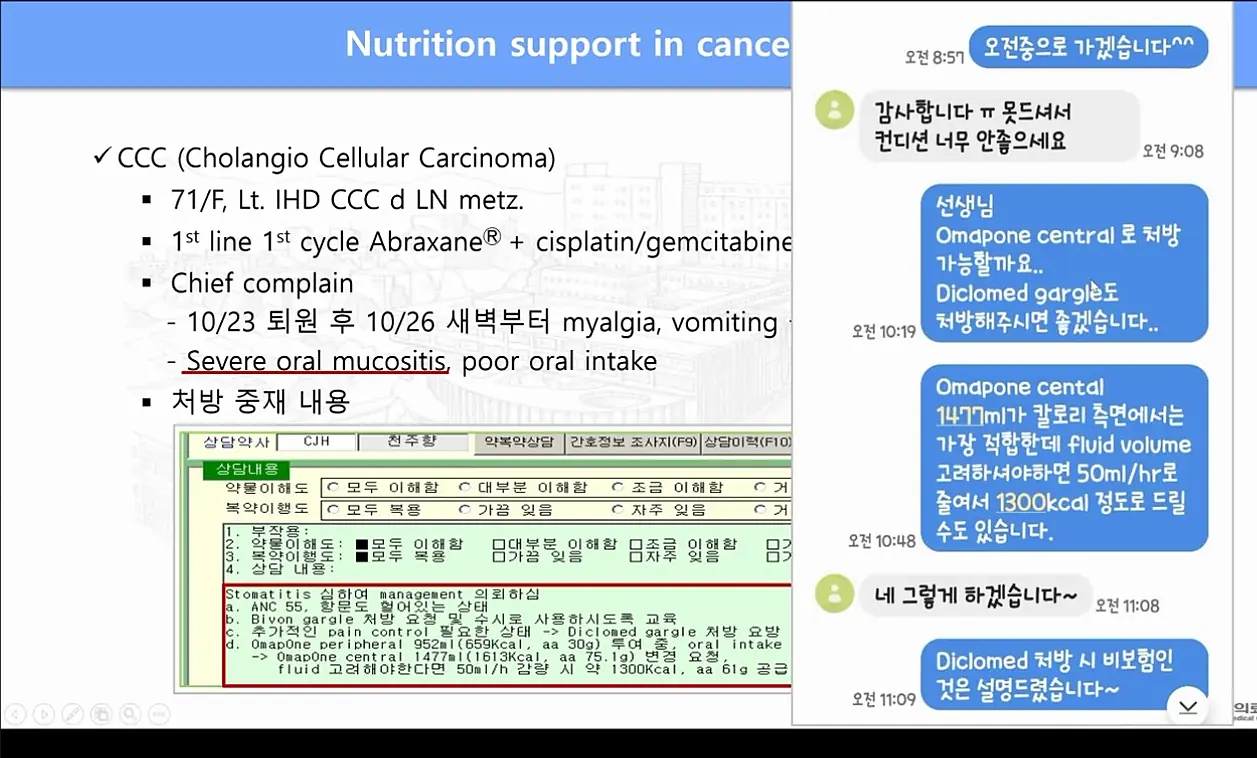 Nutrition support in cance
✓ CCC (Cholangio Cellular Carcinoma)
▪ 71/F, Lt. IHD CCC d LN metz.
▪ 1st line 1st cycle Abraxane® + cisplatin/gemcitabine
▪ Chief complain
- 10/23 퇴원 후 10/26 새벽부터 myalgia, vomiting
- Severe oral mucositis, poor oral intake
▪ 처방 중재 내용
상담약사 CJH 천주향 약복약상담 간호정보 조사지(F9) 상담이력(F10)
상담내용
약물이해도 모두 이해함 대부분 이해함 조금 이해함 거
복약이행도 모두 복용 가끔 잊음 자주 잊음 거
1. 부작용:
2. 약물이해도: ■모두 이해함 □대부분 이해함 □조금 이해함
3. 복약이행도: ■모두 복용 □가끔 잊음 □자주 잊음
4. 상담 내용:
Stomatitis 심하여 management 의뢰하심
a. ANC 55, 항문도 헐어있는 상태
b. Bivon gargle 처방 요청 및 수시로 사용하시도록 교육
c. 추가적인 pain control 필요한 상태 -> Diclomed gargle 처방 요망
d. OmapOne peripheral 952ml(659Kcal, aa 30g) 투여 중, oral intake
-> OmapOne central 1477ml(1613Kcal, aa 75.1g) 변경 요청,
fluid 고려해야한다면 50ml/h 감량 시 약 1300Kcal, aa 61g 공급
오전중으로 가겠습니다^^
오전 8:57
감사합니다 ㅠ 못드셔서
컨디션 너무 안좋으세요
오전 9:08
선생님
Omapone central 로 처방
가능할까요..
Diclomed gargle도
처방해주시면 좋겠습니다..
오전 10:19
Omapone cental
1477ml가 칼로리 측면에서는
가장 적합한데 fluid volume
고려하셔야하면 50ml/hr로
줄여서 1300kcal 정도로 드릴
수도 있습니다.
오전 10:48
네 그렇게 하겠습니다~
오전 11:08
Diclomed 처방 시 비보험인
것은 설명드렸습니다~
오전 11:09